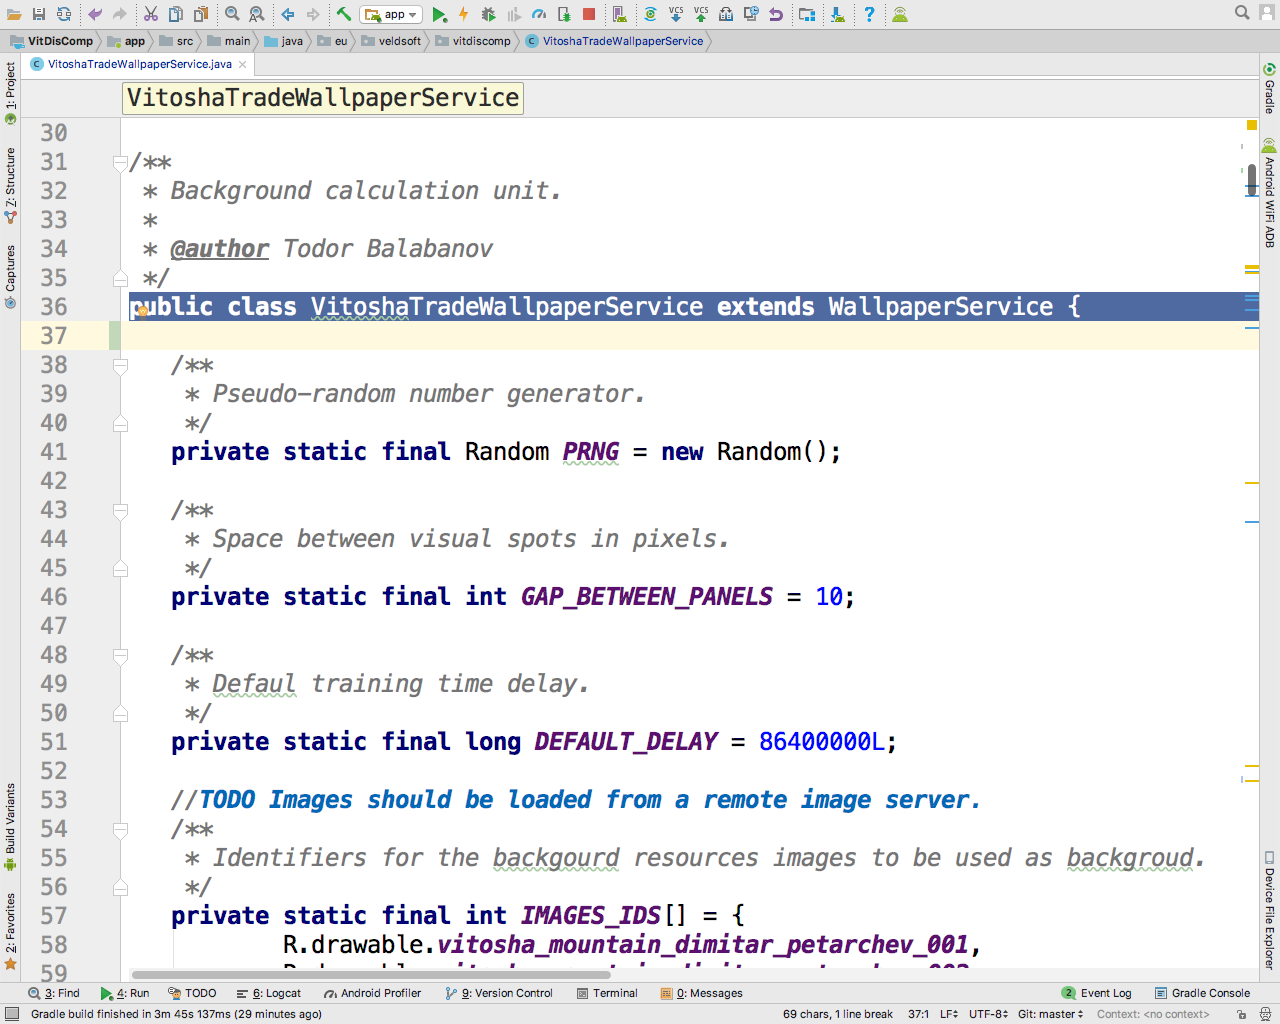 app
VitDisComp app src main java eu veldsoft vitdiscomp VitoshaTradeWallpaperService
VitoshaTradeWallpaperService.java
VitoshaTradeWallpaperService
30
31 /**
32 * Background calculation unit.
33 *
34 * @author Todor Balabanov
35 */
36 public class VitoshaTradeWallpaperService extends WallpaperService {
37
38 /**
39 * Pseudo-random number generator.
40 */
41 private static final Random PRNG = new Random();
42
43 /**
44 * Space between visual spots in pixels.
45 */
46 private static final int GAP_BETWEEN_PANELS = 10;
47
48 /**
49 * Defaul training time delay.
50 */
51 private static final long DEFAULT_DELAY = 86400000L;
52
53 //TODO Images should be loaded from a remote image server.
54 /**
55 * Identifiers for the backgourd resources images to be used as backgroud.
56 */
57 private static final int IMAGES_IDS[] = {
58 R.drawable.vitosha_mountain_dimitar_petarchev_001,
59
1: Project
7: Structure
Captures
Build Variants
2: Favorites
Gradle
Android WiFi ADB
Device File Explorer
3: Find 4: Run TODO 6: Logcat Android Profiler 9: Version Control Terminal 0: Messages 2 Event Log Gradle Console
Gradle build finished in 3m 45s 137ms (29 minutes ago) 69 chars, 1 line break 37:1 LF UTF-8 Git: master Context: <no context>
VCS VCS